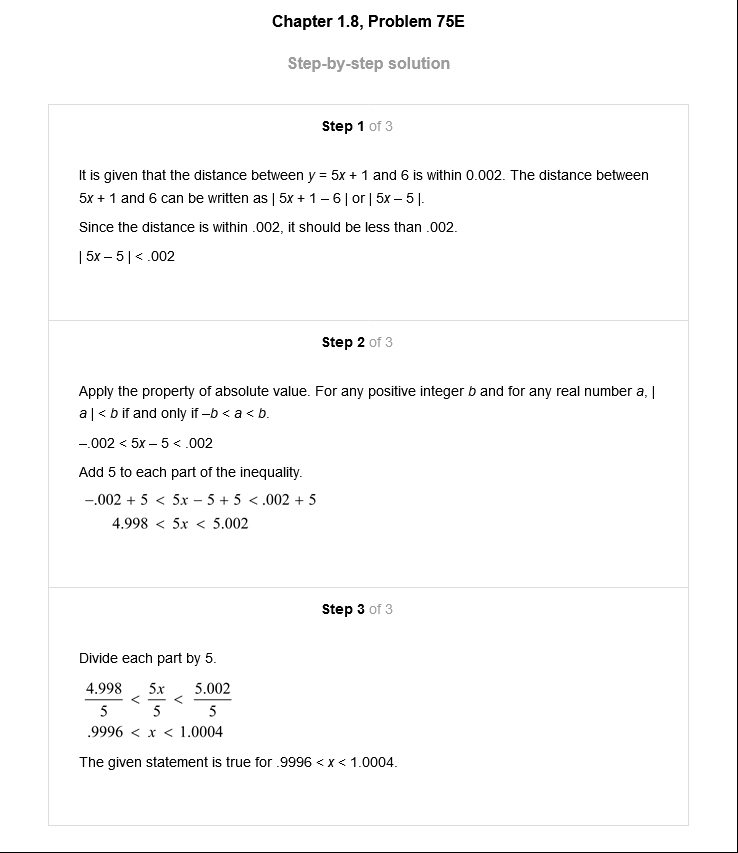 Chapter 1.8, Problem 75E
Step-by-step solution
Step 1 of 3
It is given that the distance between y = 5x + 1 and 6 is within 0.002. The distance between
5x + 1 and 6 can be written as | 5x + 1 – 6 | or | 5x – 5 |.
Since the distance is within .002, it should be less than .002.
| 5x – 5 | < .002
Step 2 of 3
Apply the property of absolute value. For any positive integer b and for any real number a, |
a | < b if and only if –b < a < b.
–.002 < 5x – 5 < .002
Add 5 to each part of the inequality.
−.002 + 5 < 5x − 5 + 5 < .002 + 5
4.998 < 5x < 5.002
Step 3 of 3
Divide each part by 5.
4.998/5 < 5x/5 < 5.002/5
.9996 < x < 1.0004
The given statement is true for .9996 < x < 1.0004.